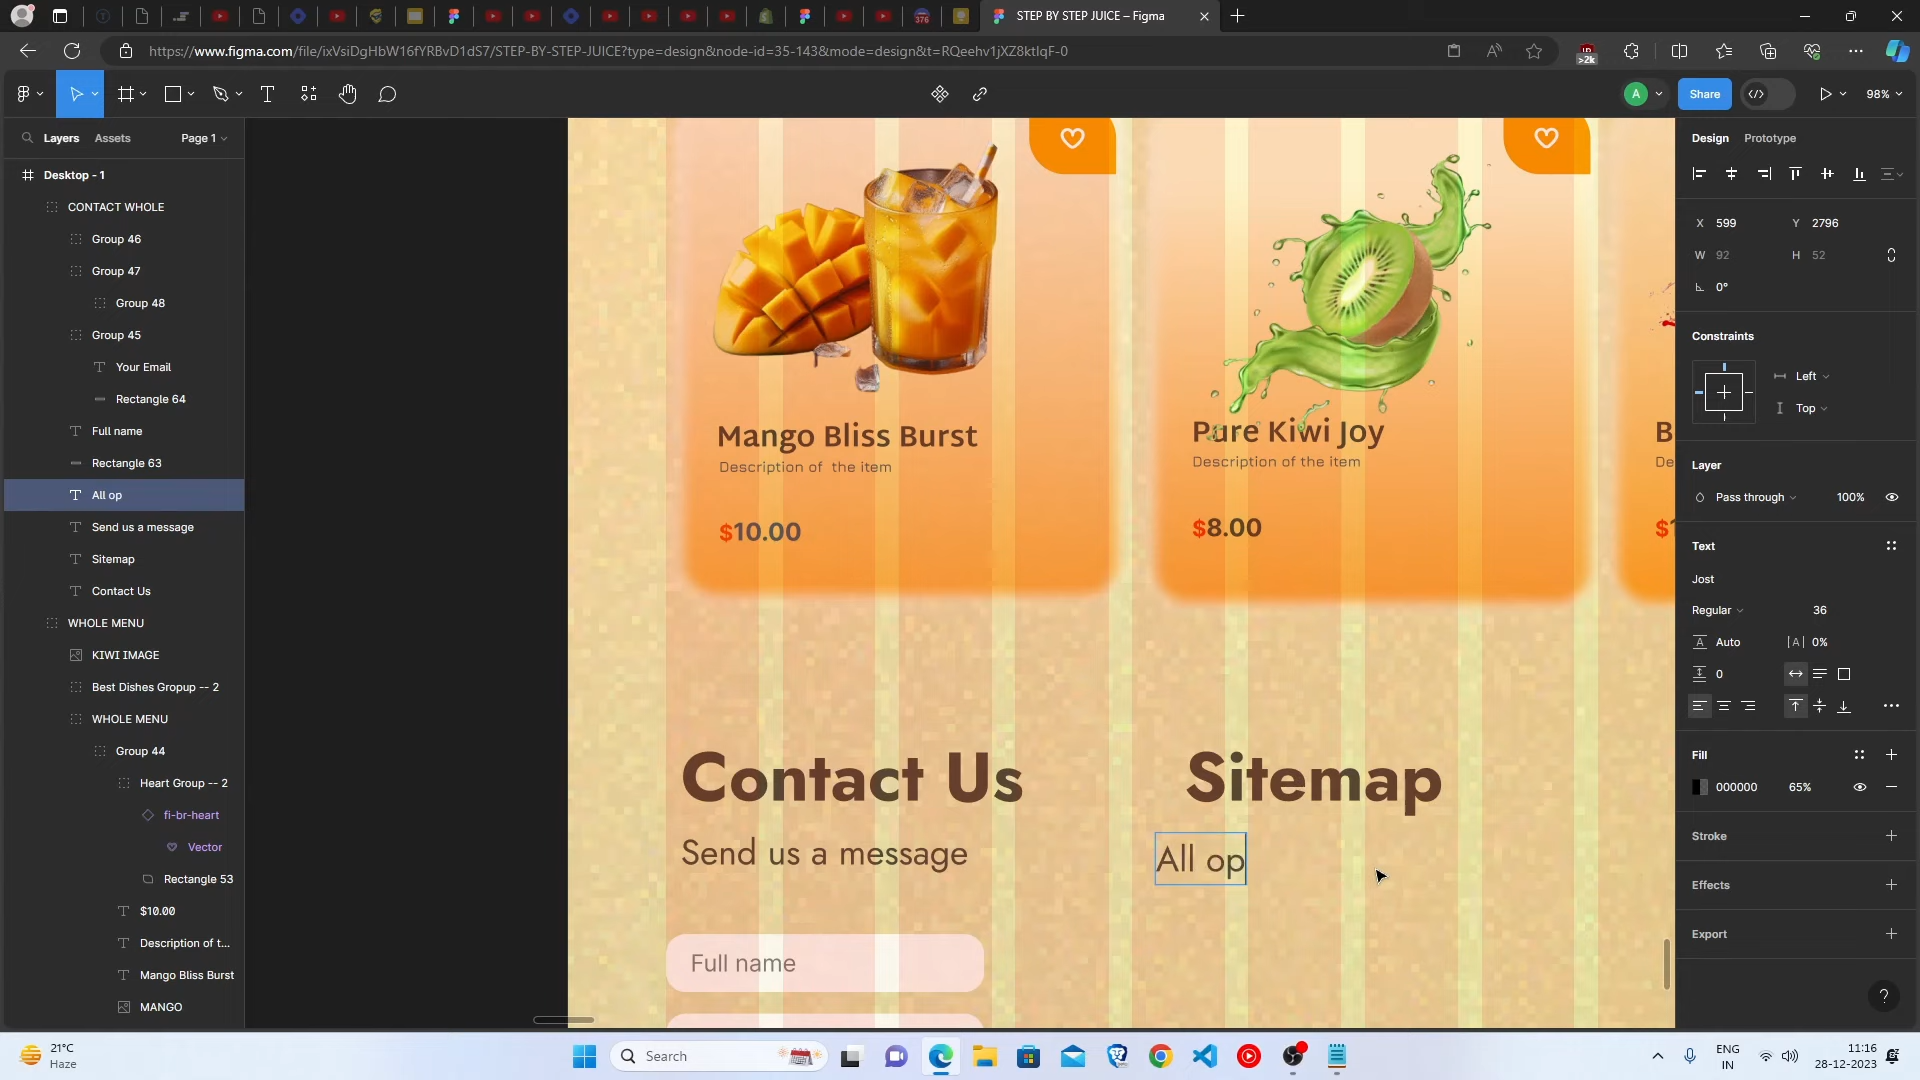 STEP BY STEP JUICE – Figma
https://www.figma.com/file/ixVsiDgHbW16fYRBvD1dS7/STEP-BY-STEP-JUICE?type=design&node-id=35-143&mode=design&t=RQeehv1jXZ8ktlqF-0
>2k
A
Share
98%
Layers
Assets
Page 1
Desktop - 1
CONTACT WHOLE
Group 46
Group 47
Group 48
Group 45
Your Email
Rectangle 64
Full name
Rectangle 63
All op
Send us a message
Sitemap
Contact Us
WHOLE MENU
KIWI IMAGE
Best Dishes Gropup -- 2
WHOLE MENU
Group 44
Heart Group -- 2
fi-br-heart
Vector
Rectangle 53
$10.00
Description of t...
Mango Bliss Burst
MANGO
Mango Bliss Burst
Description of the item
$10.00
Pure Kiwi Joy
Description of the item
$8.00
B
De
$1
Contact Us
Send us a message
Full name
Sitemap
All op
Design
Prototype
X 599
Y 2796
W 92
H 52
0°
Constraints
Left
Top
Layer
Pass through
100%
Text
Jost
Regular
36
Auto
0%
0
Fill
000000
65%
Stroke
Effects
Export
?
21°C
Haze
Search
ENG
IN
11:16
28-12-2023